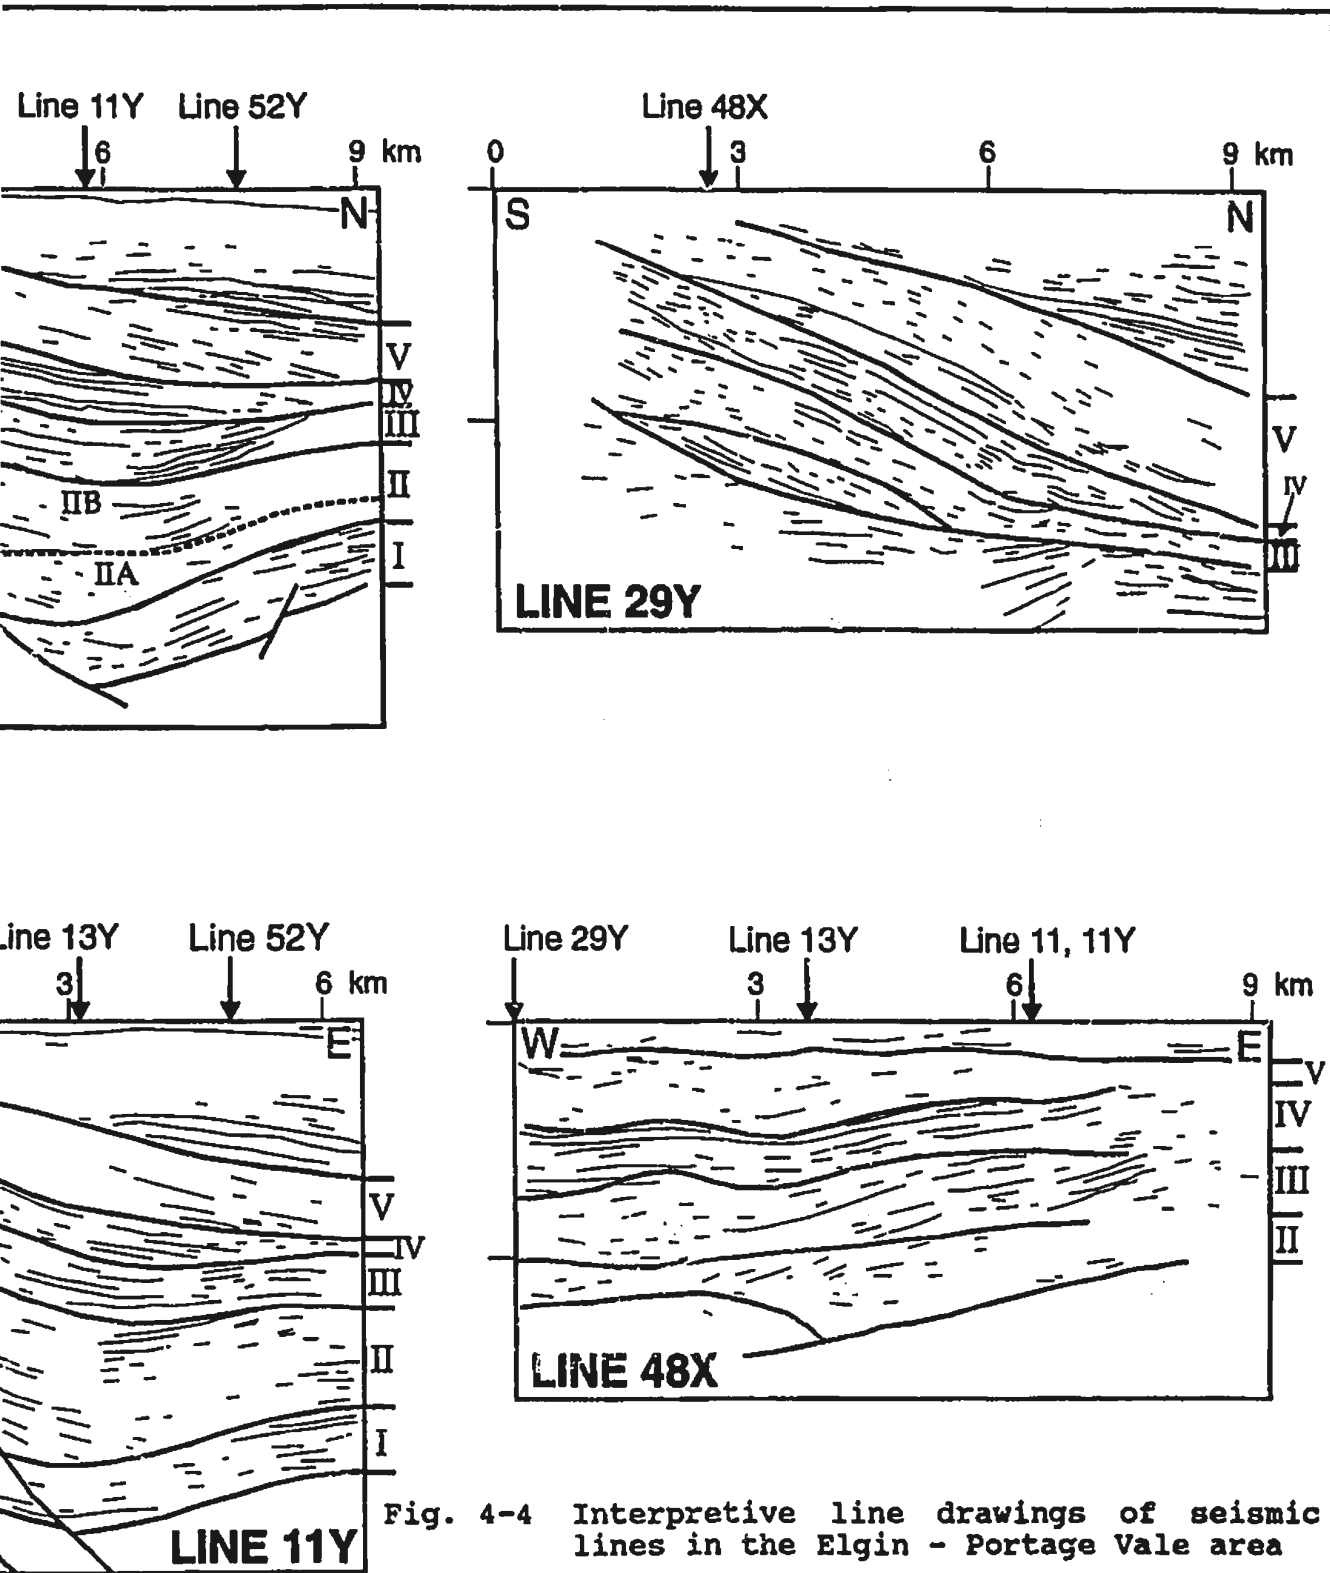 Line 11Y Line 52Y
6 9 km
N
V
IV
III
II
I
IIB
IIA
Line 48X
0 3 6 9 km
S N
V
IV
III
LINE 29Y
Line 13Y Line 52Y
3 6 km
E
V
IV
III
II
I
LINE 11Y
Line 29Y Line 13Y Line 11, 11Y
3 6 9 km
W E
V
IV
III
II
LINE 48X
Fig. 4-4 Interpretive line drawings of seismic
lines in the Elgin - Portage Vale area